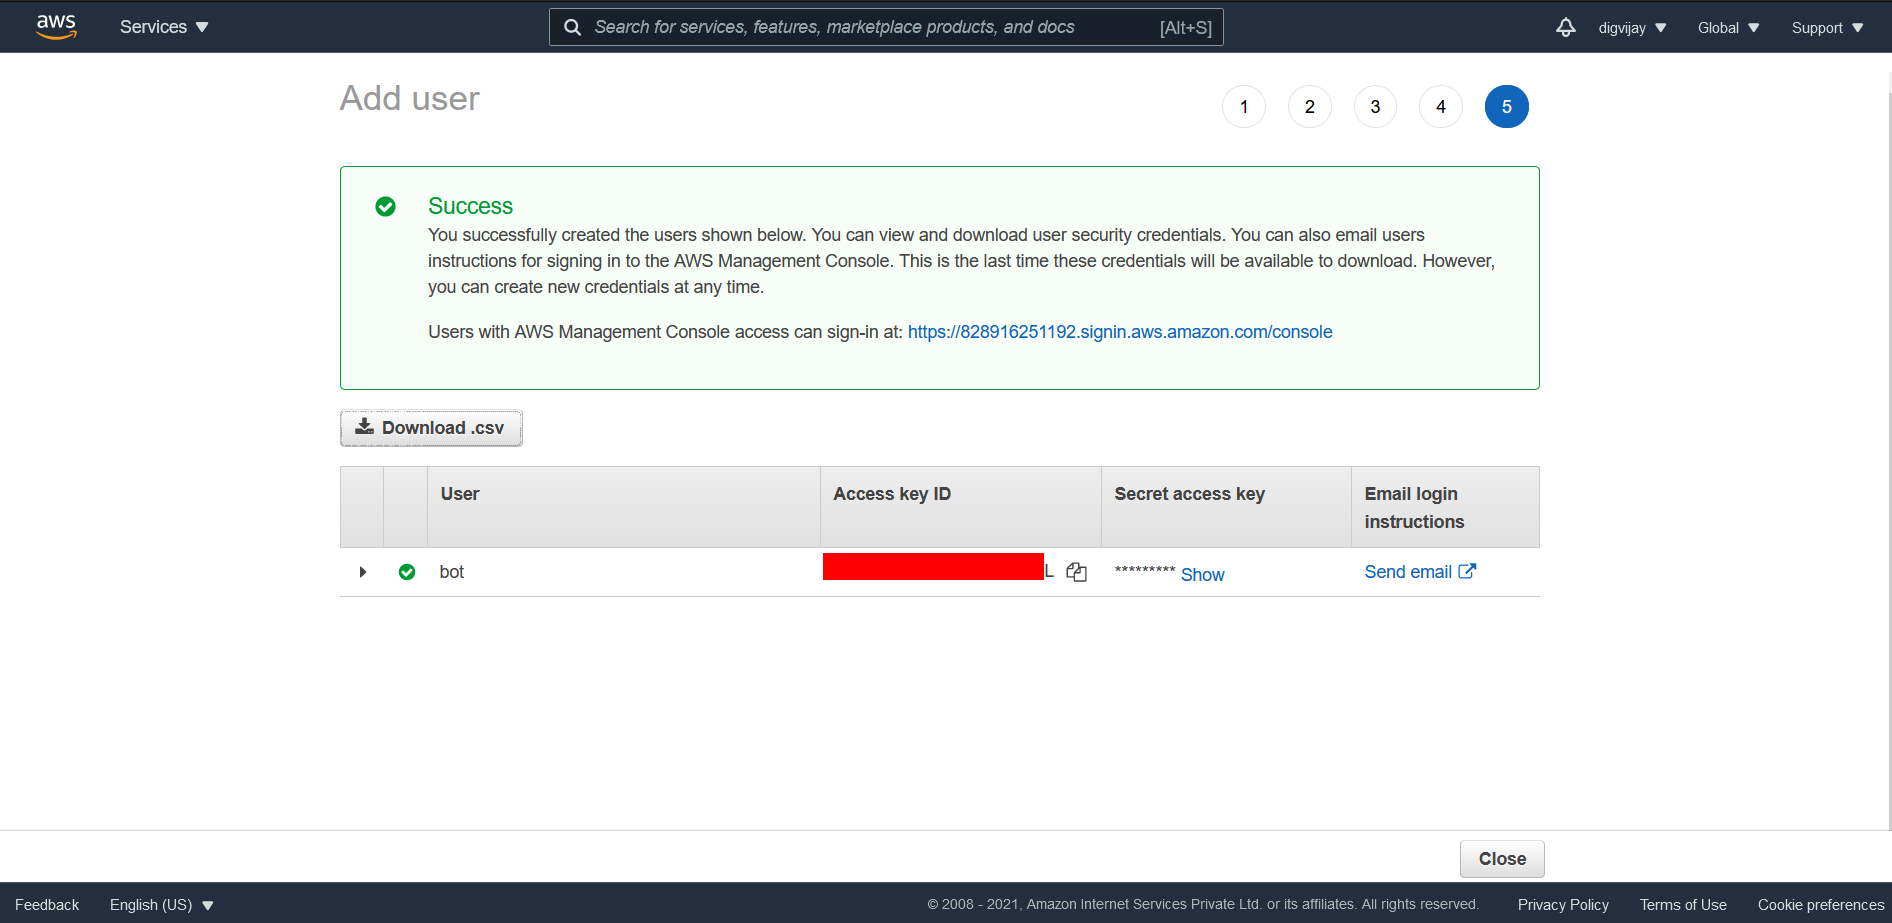 aws
Services
Search for services, features, marketplace products, and docs [Alt+S]
digvijay
Global
Support
Add user
1 2 3 4 5
Success
You successfully created the users shown below. You can view and download user security credentials. You can also email users
instructions for signing in to the AWS Management Console. This is the last time these credentials will be available to download. However,
you can create new credentials at any time.
Users with AWS Management Console access can sign-in at: https://828916251192.signin.aws.amazon.com/console
Download .csv
User
Access key ID
Secret access key
Email login
instructions
bot
L
********* Show
Send email
Close
Feedback
English (US)
© 2008 - 2021, Amazon Internet Services Private Ltd. or its affiliates. All rights reserved.
Privacy Policy
Terms of Use
Cookie preferences